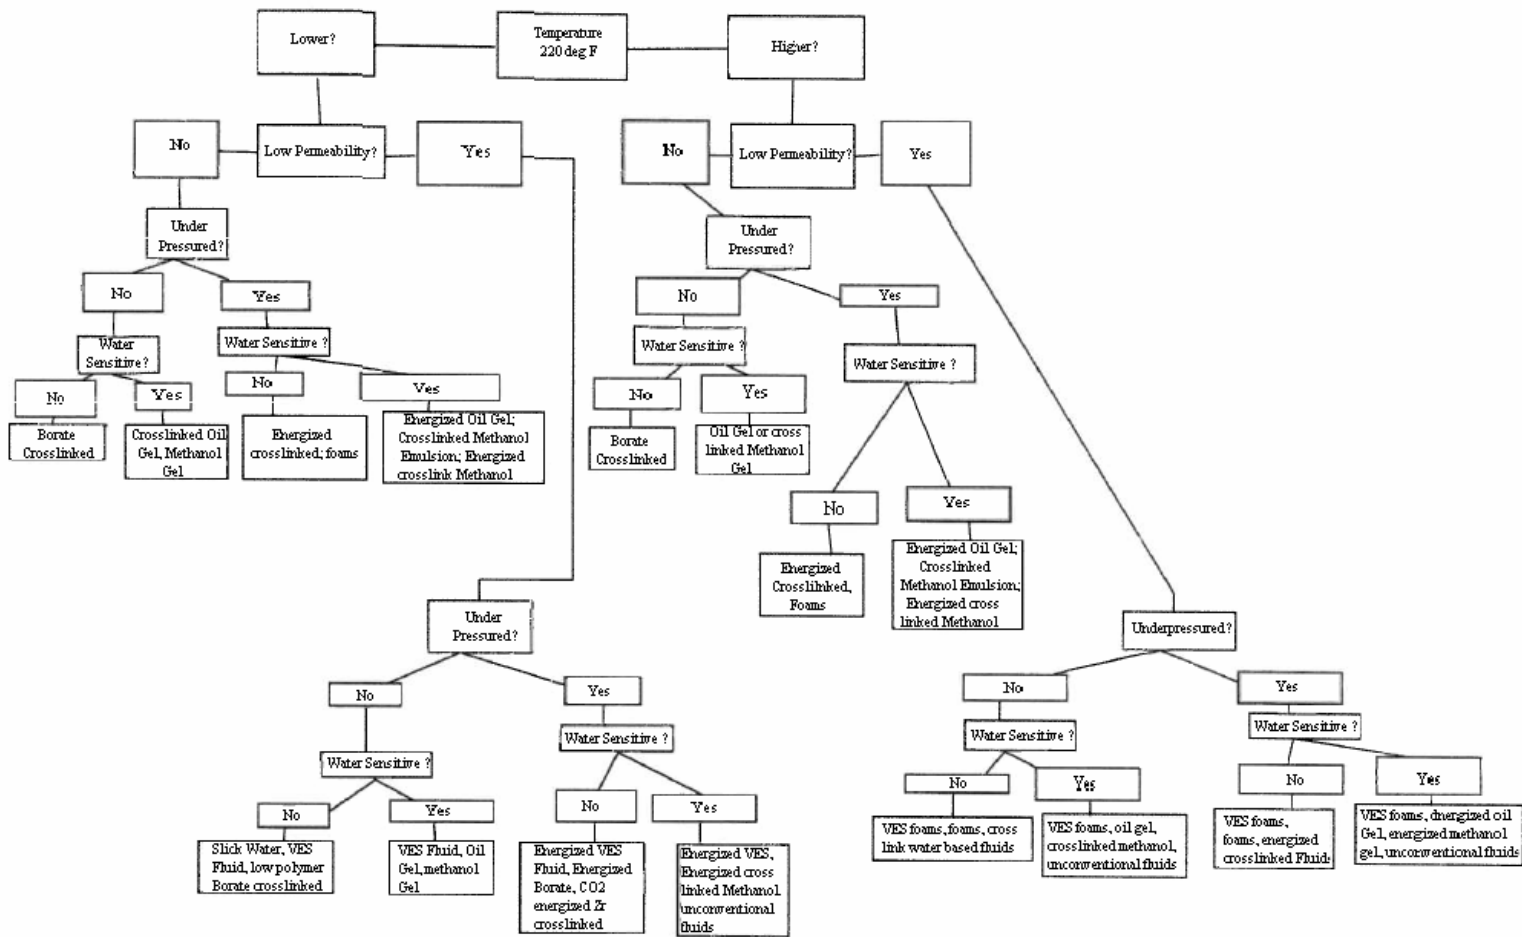 Lower?
Temperature
220 deg F
Higher?
No
Low Permeability?
Yes
No
Low Permeability?
Yes
Under
Pressured?
Under
Pressured?
No
Yes
No
Yes
Water
Sensitive?
Water Sensitive ?
Water Sensitive ?
Water Sensitive ?
No
Yes
No
Yes
No
Yes
Borate
Crosslinked
Crosslinked Oil
Gel, Methanol
Gel
Energized
crosslinked; foams
Energized Oil Gel;
Crosslinked Methanol
Emulsion; Energized
crosslink Methanol
Borate
Crosslinked
Oil Gel or cross
linked Methanol
Gel
No
Yes
Energized
Crosslilnked,
Foams
Energized Oil Gel;
Crosslinked
Methanol Emulsion;
Energized cross
linked Methanol
Under
Pressured?
Underpressured?
No
Yes
No
Yes
Water Sensitive ?
Water Sensitive ?
Water Sensitive ?
Water Sensitive ?
No
Yes
No
Yes
No
Yes
No
Yes
Slick Water, VES
Fluid, low polymer
Borate crosslinked
VES Fluid, Oil
Gel, methanol
Gel
Energized VES
Fluid, Energized
Borate, CO2
energized Zr
crosslinked
Energized VES,
Energized cross
linked Methanol
unconventional
fluids
VES foams, foams, cross
link water based fluids
VES foams, oil gel,
crosslinked methanol,
unconventional fluids
VES foams,
foams, energized
crosslinked Fluids
VES foams, dnergized oil
Gel, energized methanol
gel, unconventional fluids